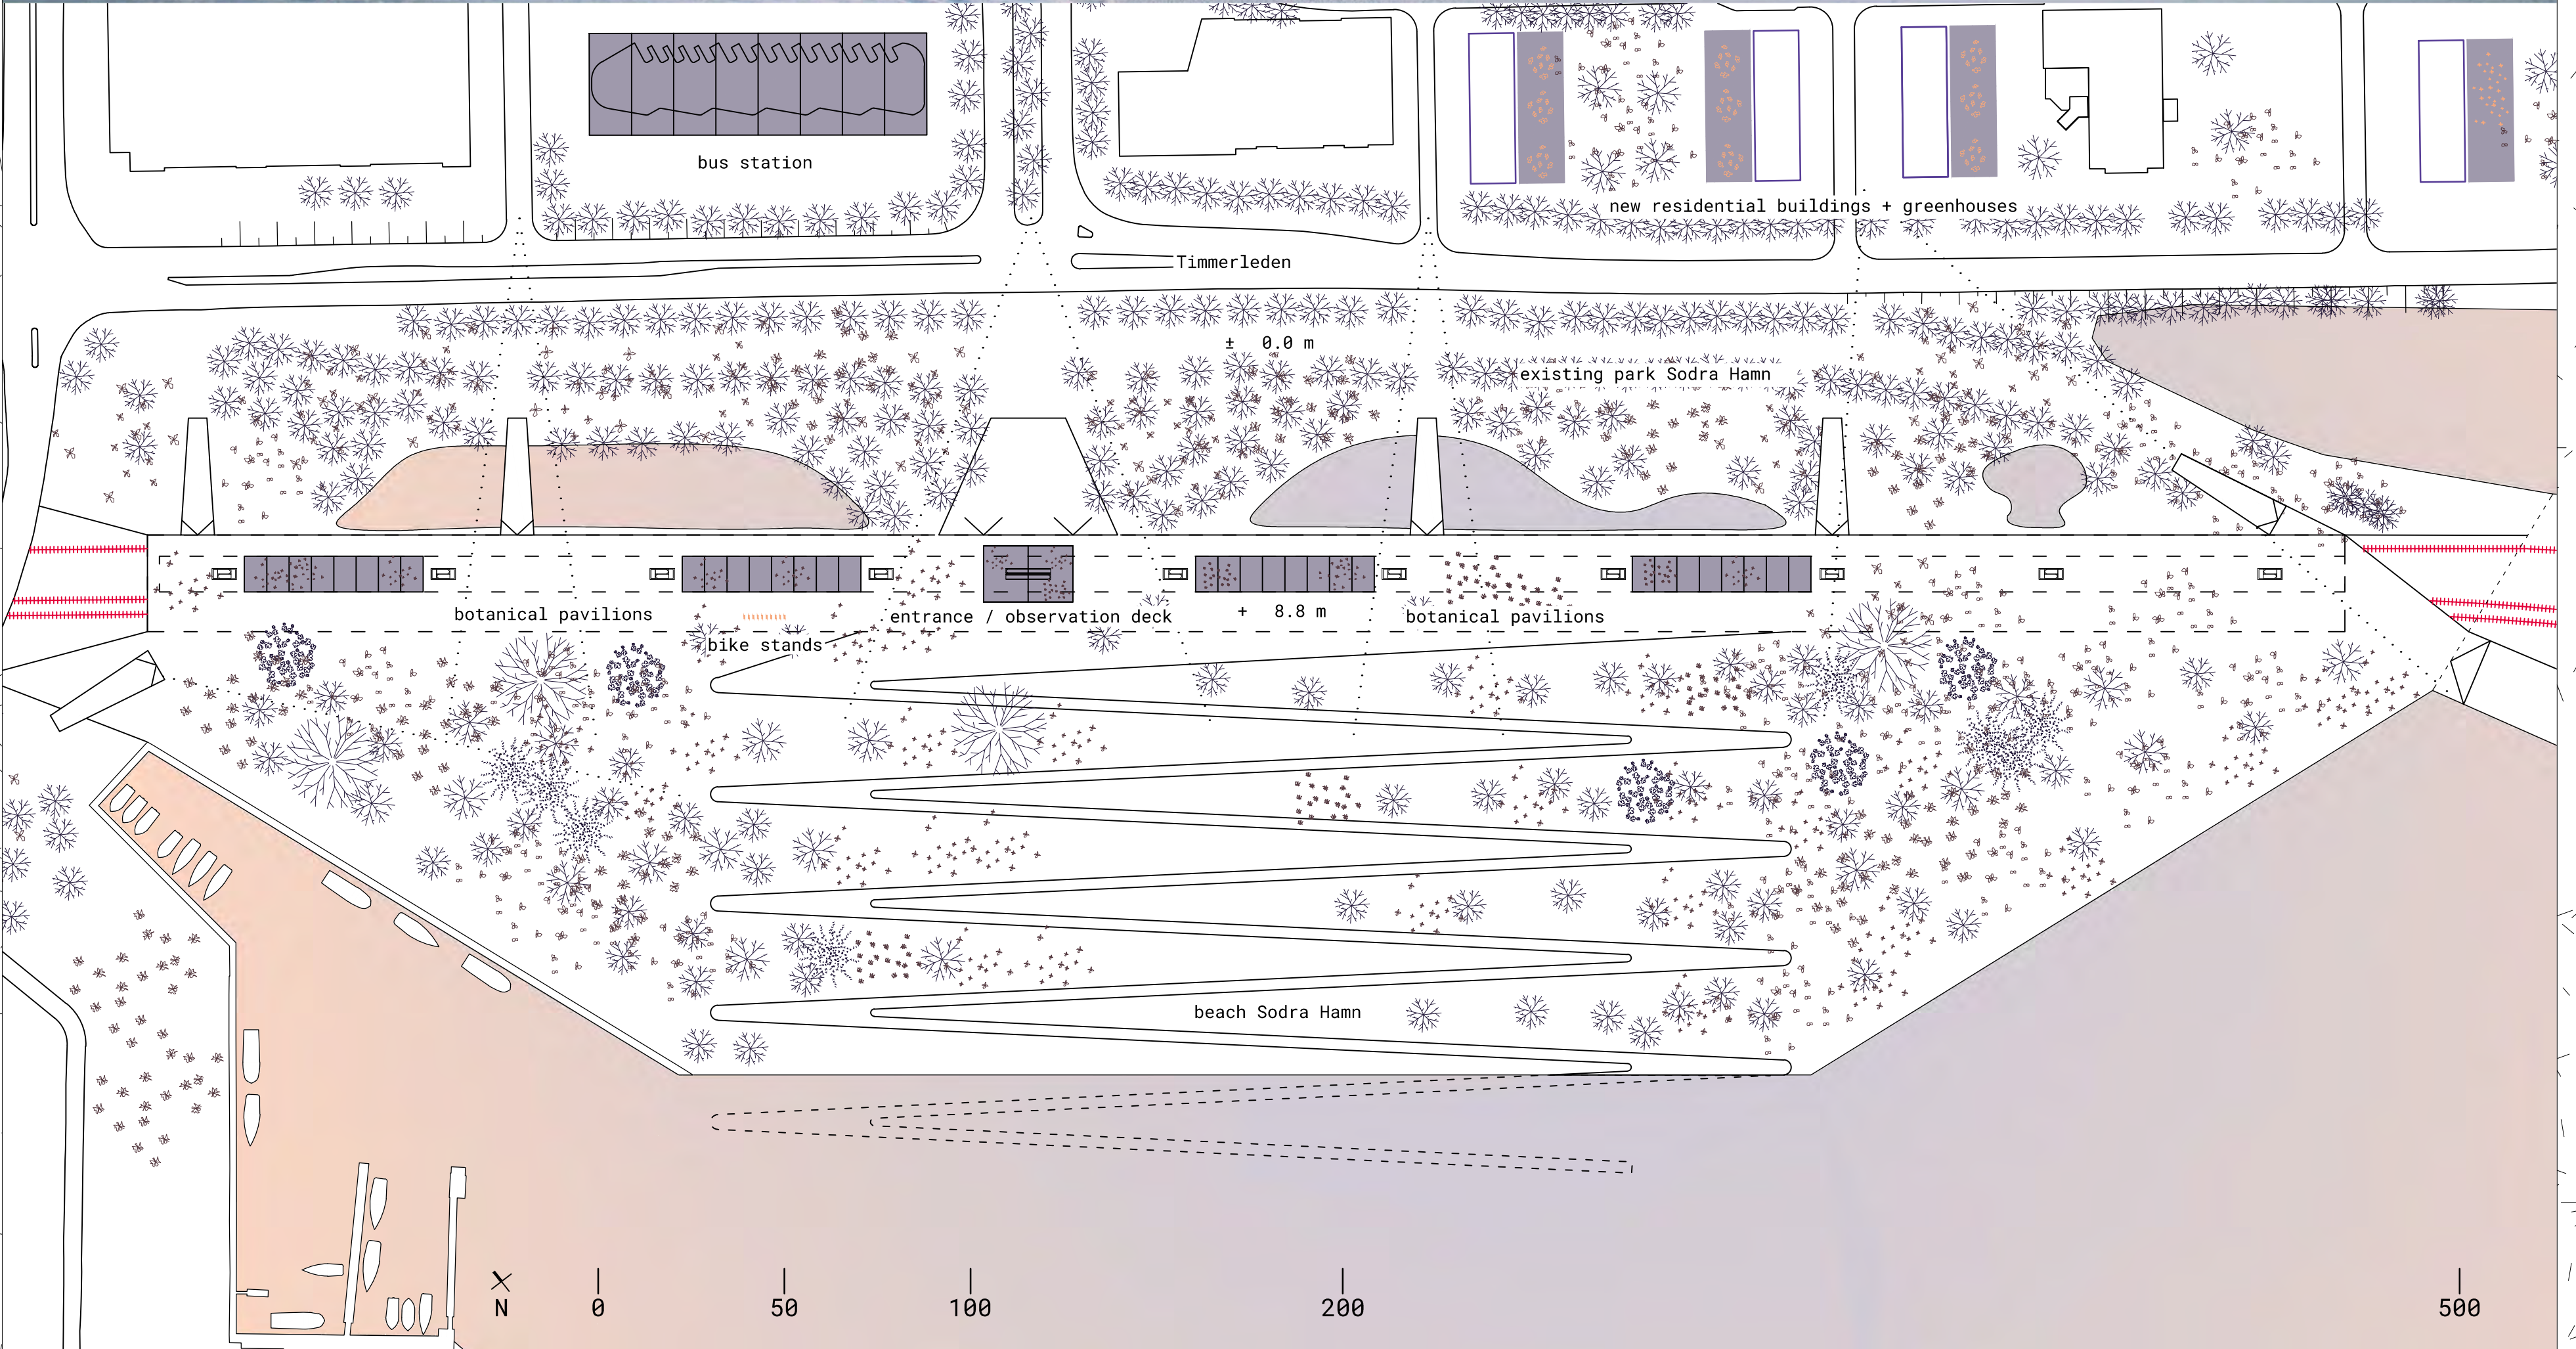 bus station
new residential buildings + greenhouses
Timmerleden
± 0.0 m
existing park Sodra Hamn
botanical pavilions
entrance / observation deck
+ 8.8 m
botanical pavilions
bike stands
beach Sodra Hamn
N 0 50 100 200 500